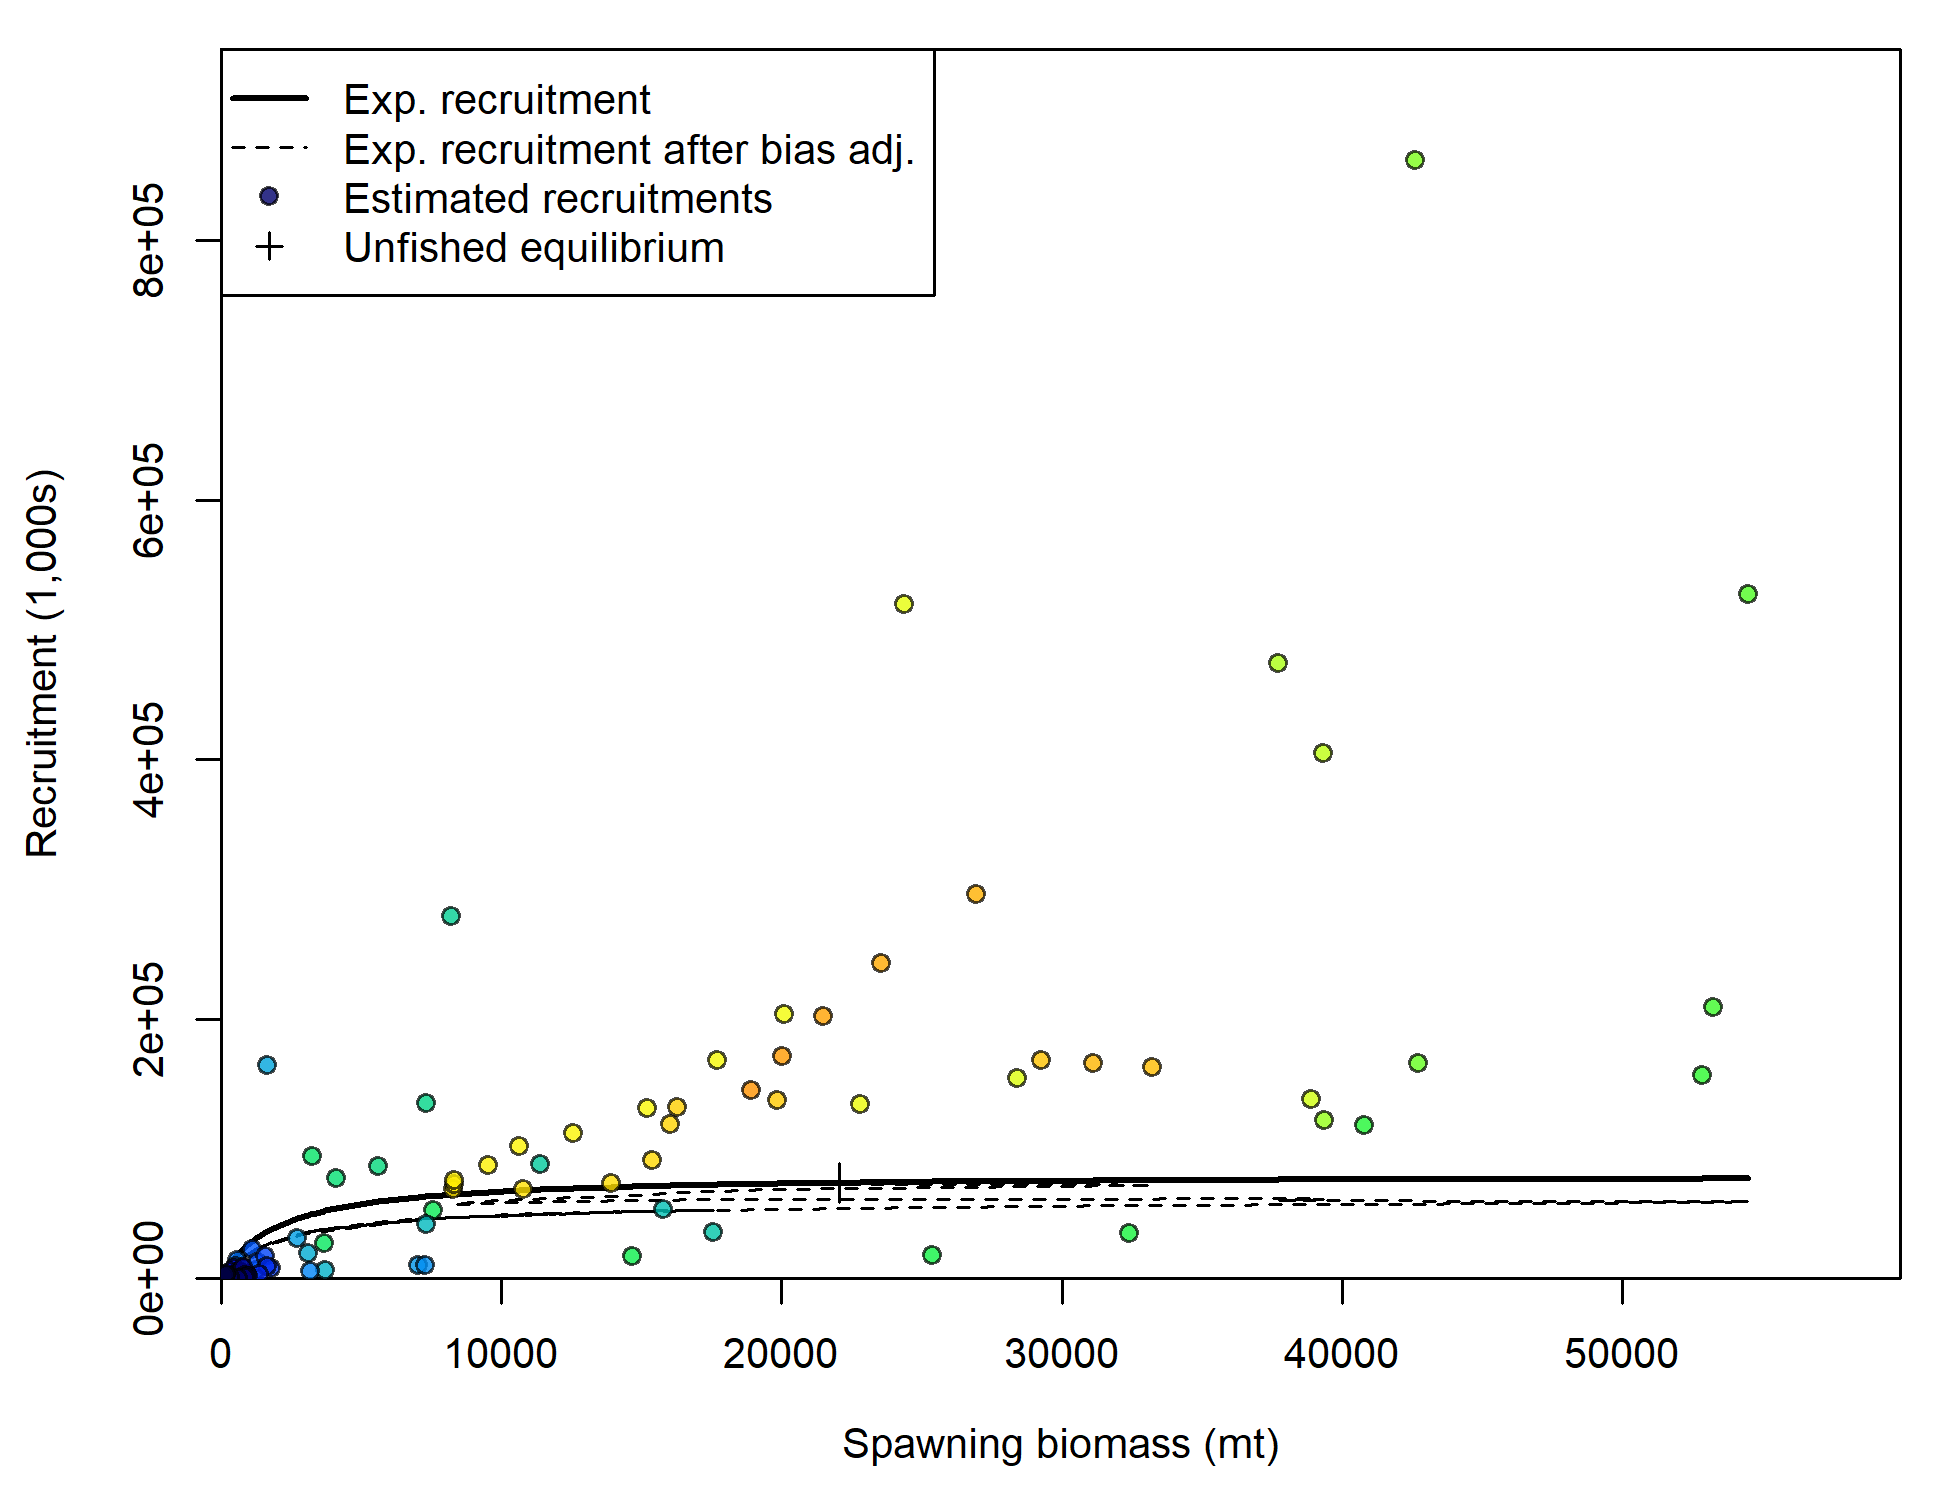 Exp. recruitment
Exp. recruitment after bias adj.
Estimated recruitments
Unfished equilibrium
8e+05
6e+05
4e+05
2e+05
0e+00
Recruitment (1,000s)
0 10000 20000 30000 40000 50000
Spawning biomass (mt)